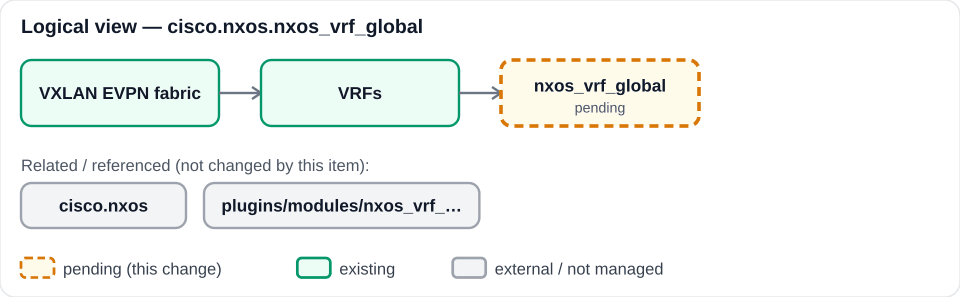 Logical view — cisco.nxos.nxos_vrf_global
VXLAN EVPN fabric
VRFs
nxos_vrf_global
pending
Related / referenced (not changed by this item):
cisco.nxos
plugins/modules/nxos_vrf_…
pending (this change)
existing
external / not managed